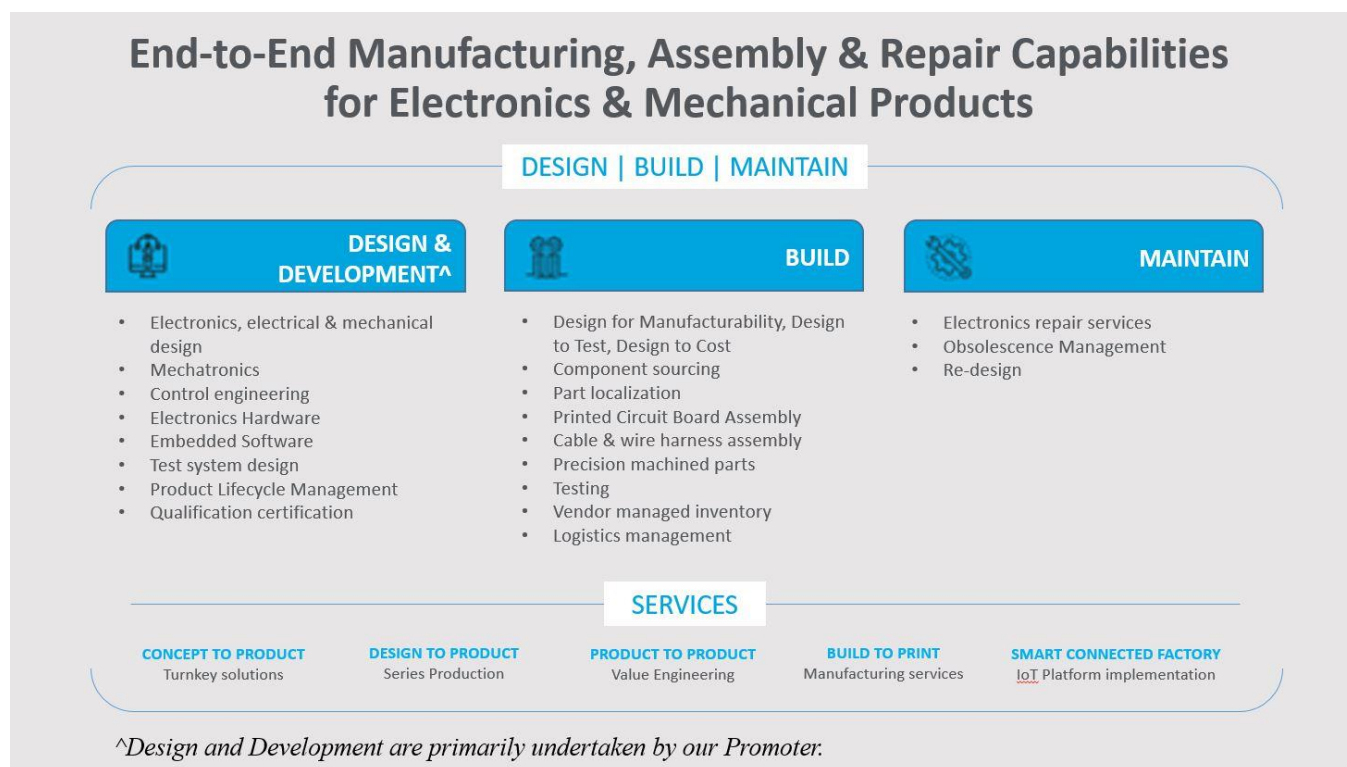 End-to-End Manufacturing, Assembly & Repair Capabilities
for Electronics & Mechanical Products
DESIGN | BUILD | MAINTAIN
DESIGN &
DEVELOPMENT^
• Electronics, electrical & mechanical
design
• Mechatronics
• Control engineering
• Electronics Hardware
• Embedded Software
• Test system design
• Product Lifecycle Management
• Qualification certification
BUILD
• Design for Manufacturability, Design
to Test, Design to Cost
• Component sourcing
• Part localization
• Printed Circuit Board Assembly
• Cable & wire harness assembly
• Precision machined parts
• Testing
• Vendor managed inventory
• Logistics management
MAINTAIN
• Electronics repair services
• Obsolescence Management
• Re-design
SERVICES
CONCEPT TO PRODUCT
Turnkey solutions
DESIGN TO PRODUCT
Series Production
PRODUCT TO PRODUCT
Value Engineering
BUILD TO PRINT
Manufacturing services
SMART CONNECTED FACTORY
IoT Platform implementation
^Design and Development are primarily undertaken by our Promoter.